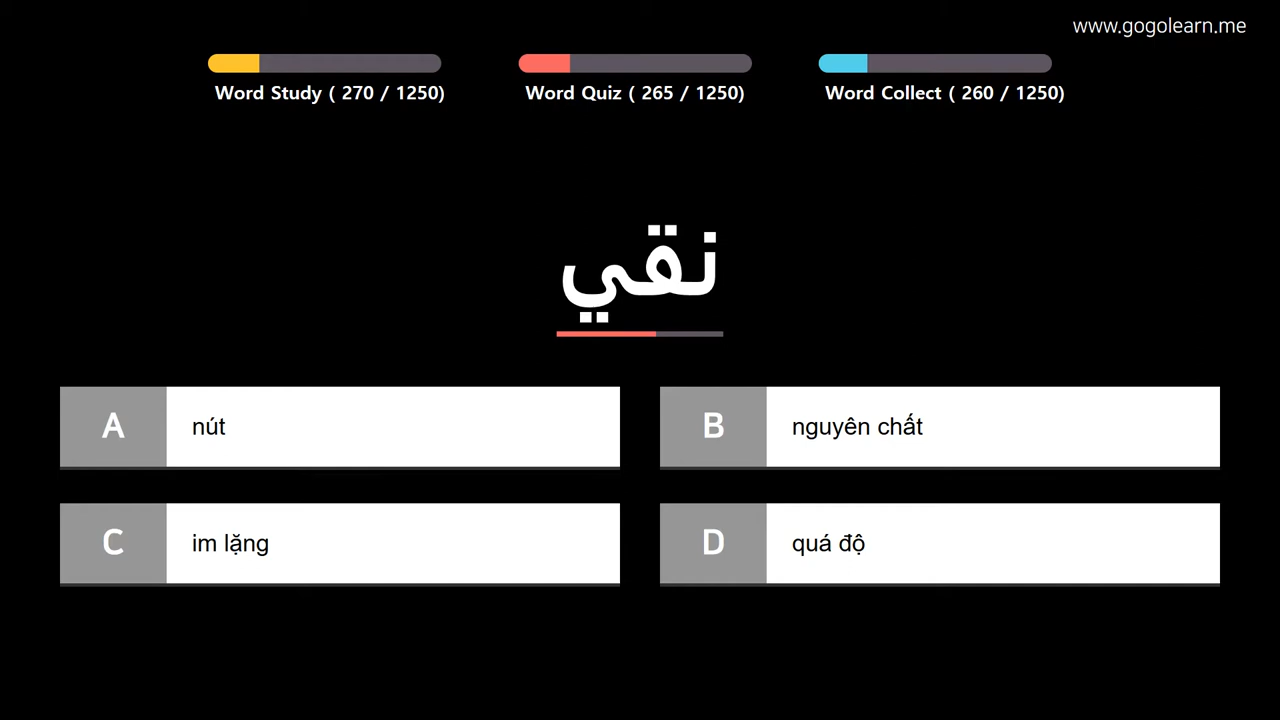 www.gogolearn.me
Word Study ( 270 / 1250)
Word Quiz ( 265 / 1250)
Word Collect ( 260 / 1250)
نقي
A nút
B nguyên chất
C im lặng
D quá độ